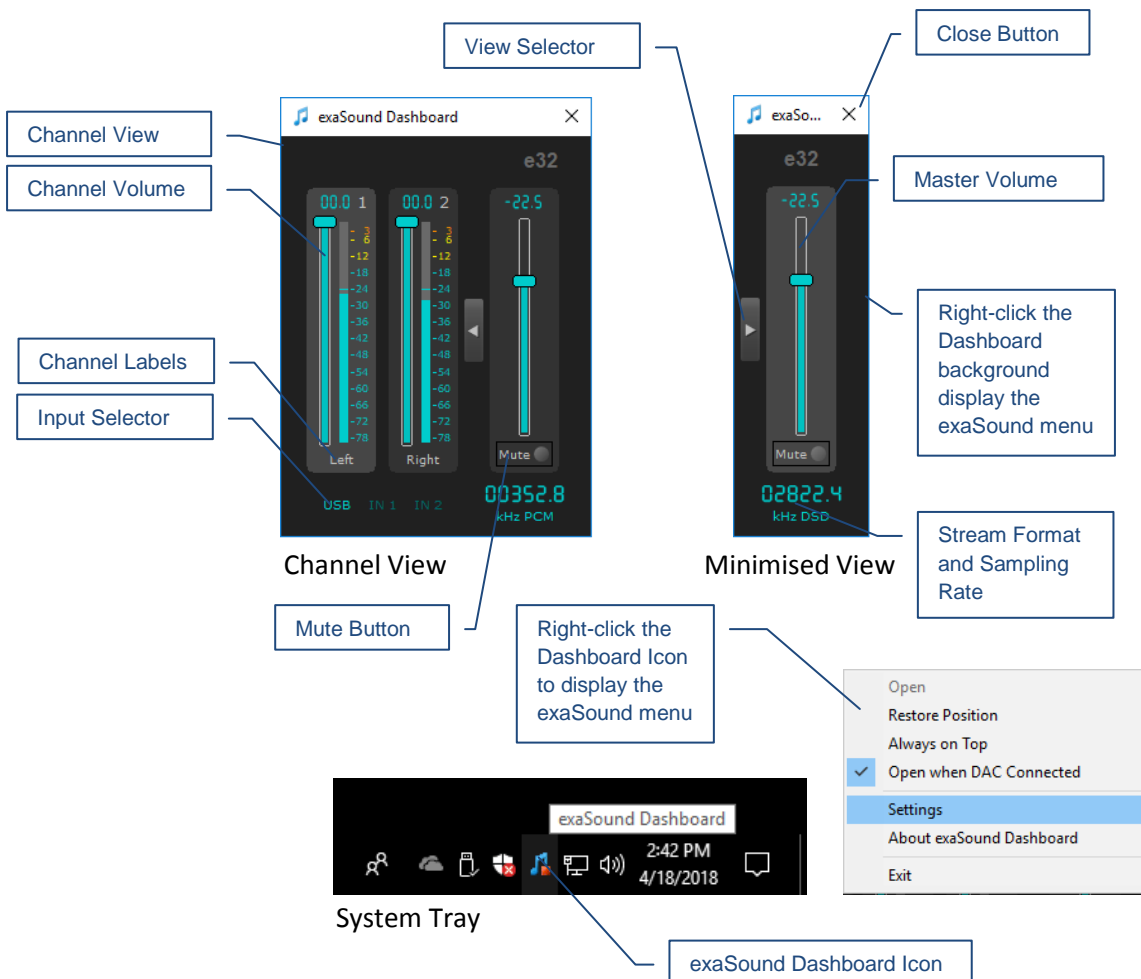 View Selector
Close Button
exaSound Dashboard
exaSo...
Channel View
Channel Volume
e32
00.0 1
00.0 2
-22.5
- 3
- 6
-12
-18
-24
-30
-36
-42
-48
-54
-60
-66
-72
-78
- 3
- 6
-12
-18
-24
-30
-36
-42
-48
-54
-60
-66
-72
-78
Left
Right
Mute
USB IN 1 IN 2
00352.8
kHz PCM
Channel Labels
Input Selector
e32
-22.5
Mute
02822.4
kHz DSD
Master Volume
Right-click the
Dashboard
background
display the
exaSound menu
Stream Format
and Sampling
Rate
Channel View
Minimised View
Mute Button
Right-click the
Dashboard Icon
to display the
exaSound menu
Open
Restore Position
Always on Top
Open when DAC Connected
Settings
About exaSound Dashboard
Exit
exaSound Dashboard
2:42 PM
4/18/2018
System Tray
exaSound Dashboard Icon